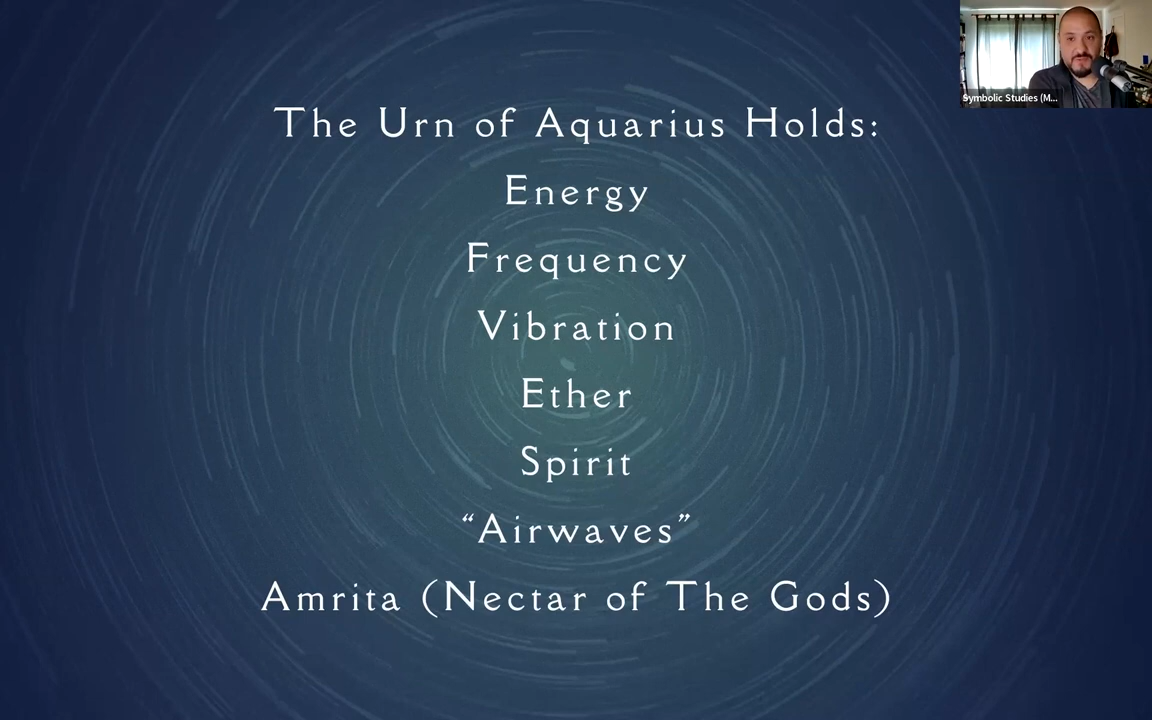 Symbolic Studies (M...
The Urn of Aquarius Holds:
Energy
Frequency
Vibration
Ether
Spirit
“Airwaves”
Amrita (Nectar of The Gods)